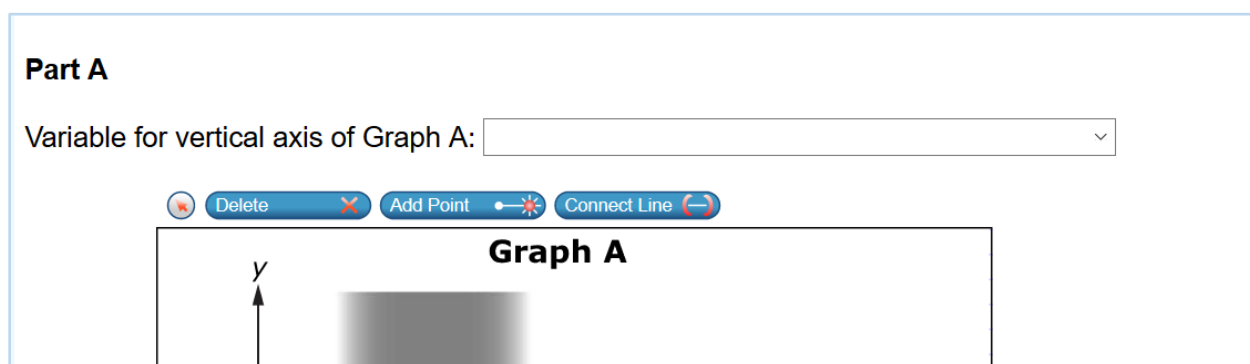 Part A
Variable for vertical axis of Graph A:
Delete Add Point Connect Line
Graph A
y